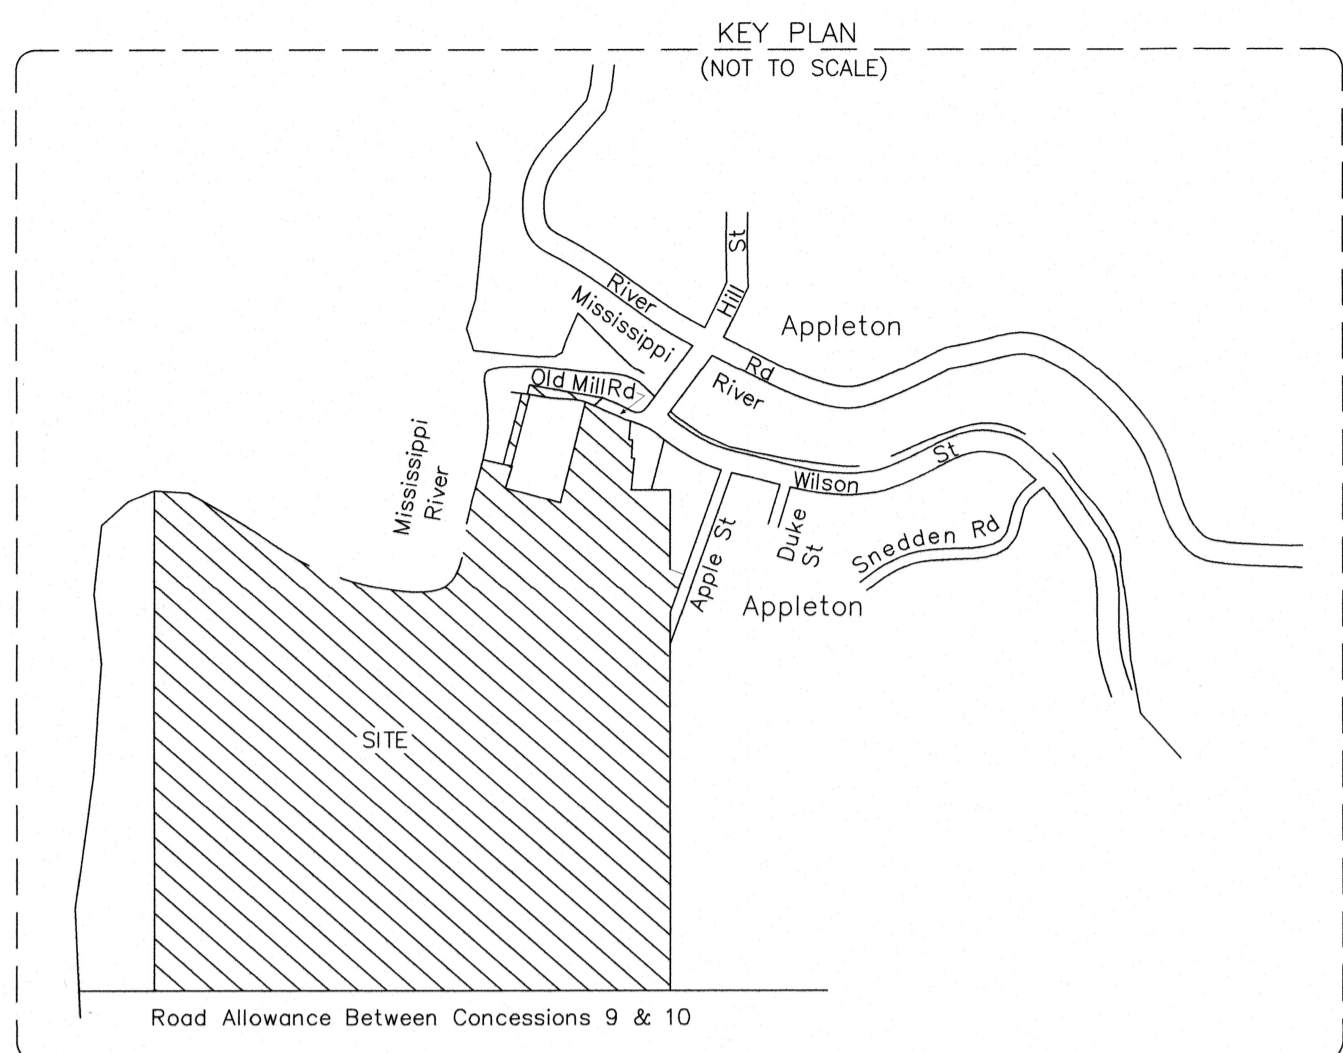 KEY PLAN
(NOT TO SCALE)
Hill St
River Rd
Mississippi River
Appleton
Old Mill Rd
Mississippi
River
Wilson St
Apple St
Duke
St
Snedden Rd
Appleton
SITE
Road Allowance Between Concessions 9 & 10